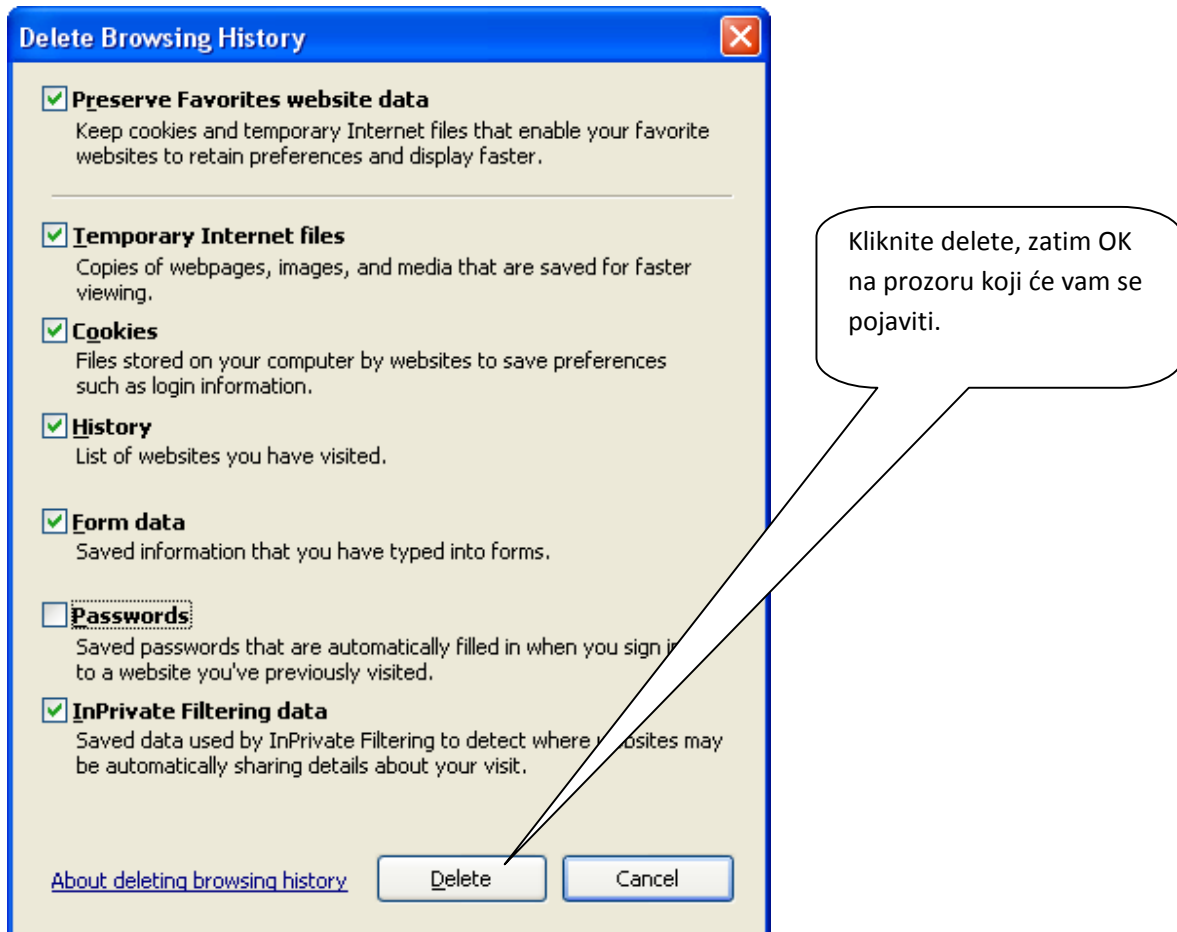 Delete Browsing History
Preserve Favorites website data
Keep cookies and temporary Internet files that enable your favorite
websites to retain preferences and display faster.
Temporary Internet files
Copies of webpages, images, and media that are saved for faster
viewing.
Cookies
Files stored on your computer by websites to save preferences
such as login information.
History
List of websites you have visited.
Form data
Saved information that you have typed into forms.
Passwords
Saved passwords that are automatically filled in when you sign in
to a website you've previously visited.
InPrivate Filtering data
Saved data used by InPrivate Filtering to detect where websites may
be automatically sharing details about your visit.
About deleting browsing history
Delete
Cancel
Kliknite delete, zatim OK
na prozoru koji će vam se
pojaviti.